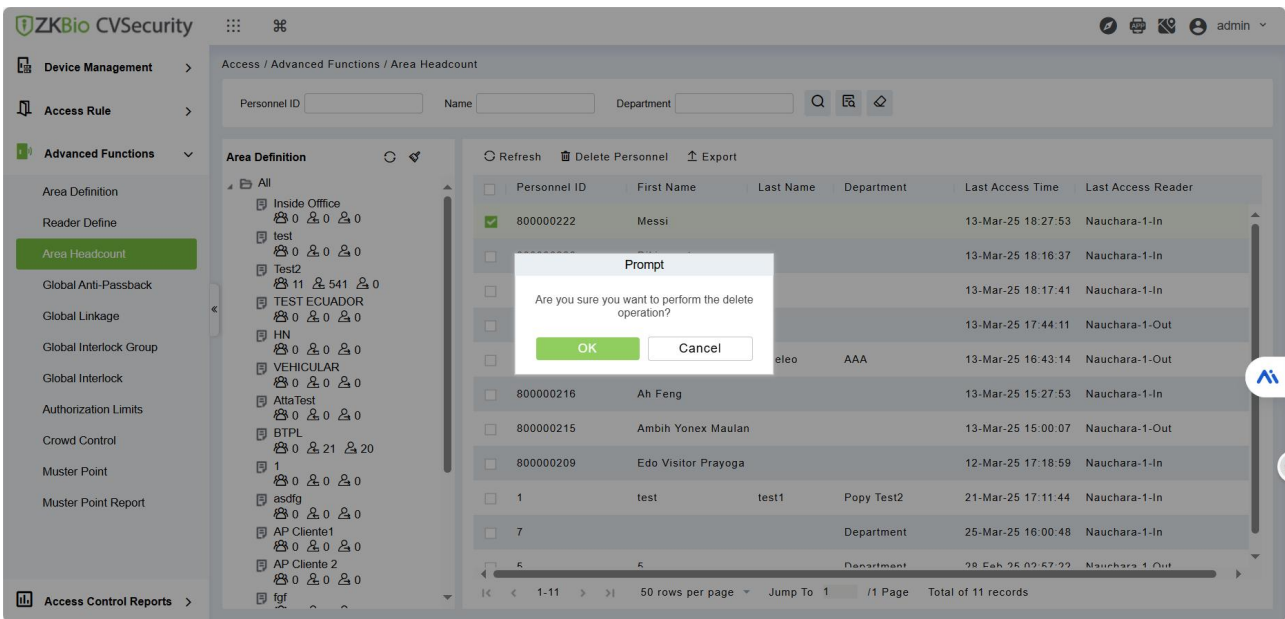 ZKBio CVSecurity
admin
Device Management
Access Rule
Advanced Functions
Area Definition
Reader Define
Area Headcount
Global Anti-Passback
Global Linkage
Global Interlock Group
Global Interlock
Authorization Limits
Crowd Control
Muster Point
Muster Point Report
Access Control Reports
Access / Advanced Functions / Area Headcount
Personnel ID Name Department
Area Definition
All
Inside Offfice
0 0 0
test
0 0 0
Test2
11 541 0
TEST ECUADOR
0 0 0
HN
0 0 0
VEHICULAR
0 0 0
AttaTest
0 0 0
BTPL
0 21 20
1
0 0 0
asdfg
0 0 0
AP Cliente1
0 0 0
AP Cliente 2
0 0 0
fgf
Refresh Delete Personnel Export
Personnel ID First Name Last Name Department Last Access Time Last Access Reader
800000222 Messi 13-Mar-25 18:27:53 Nauchara-1-In
13-Mar-25 18:16:37 Nauchara-1-In
13-Mar-25 18:17:41 Nauchara-1-In
13-Mar-25 17:44:11 Nauchara-1-Out
eleo AAA 13-Mar-25 16:43:14 Nauchara-1-Out
800000216 Ah Feng 13-Mar-25 15:27:53 Nauchara-1-In
800000215 Ambih Yonex Maulan 13-Mar-25 15:00:07 Nauchara-1-Out
800000209 Edo Visitor Prayoga 12-Mar-25 17:18:59 Nauchara-1-In
1 test test1 Popy Test2 21-Mar-25 17:11:44 Nauchara-1-In
7 Department 25-Mar-25 16:00:48 Nauchara-1-In
5 5 Department 28-Feb-25 02:57:22 Nauchara-1-Out
1-11 50 rows per page Jump To 1 /1 Page Total of 11 records
Prompt
Are you sure you want to perform the delete
operation?
OK Cancel